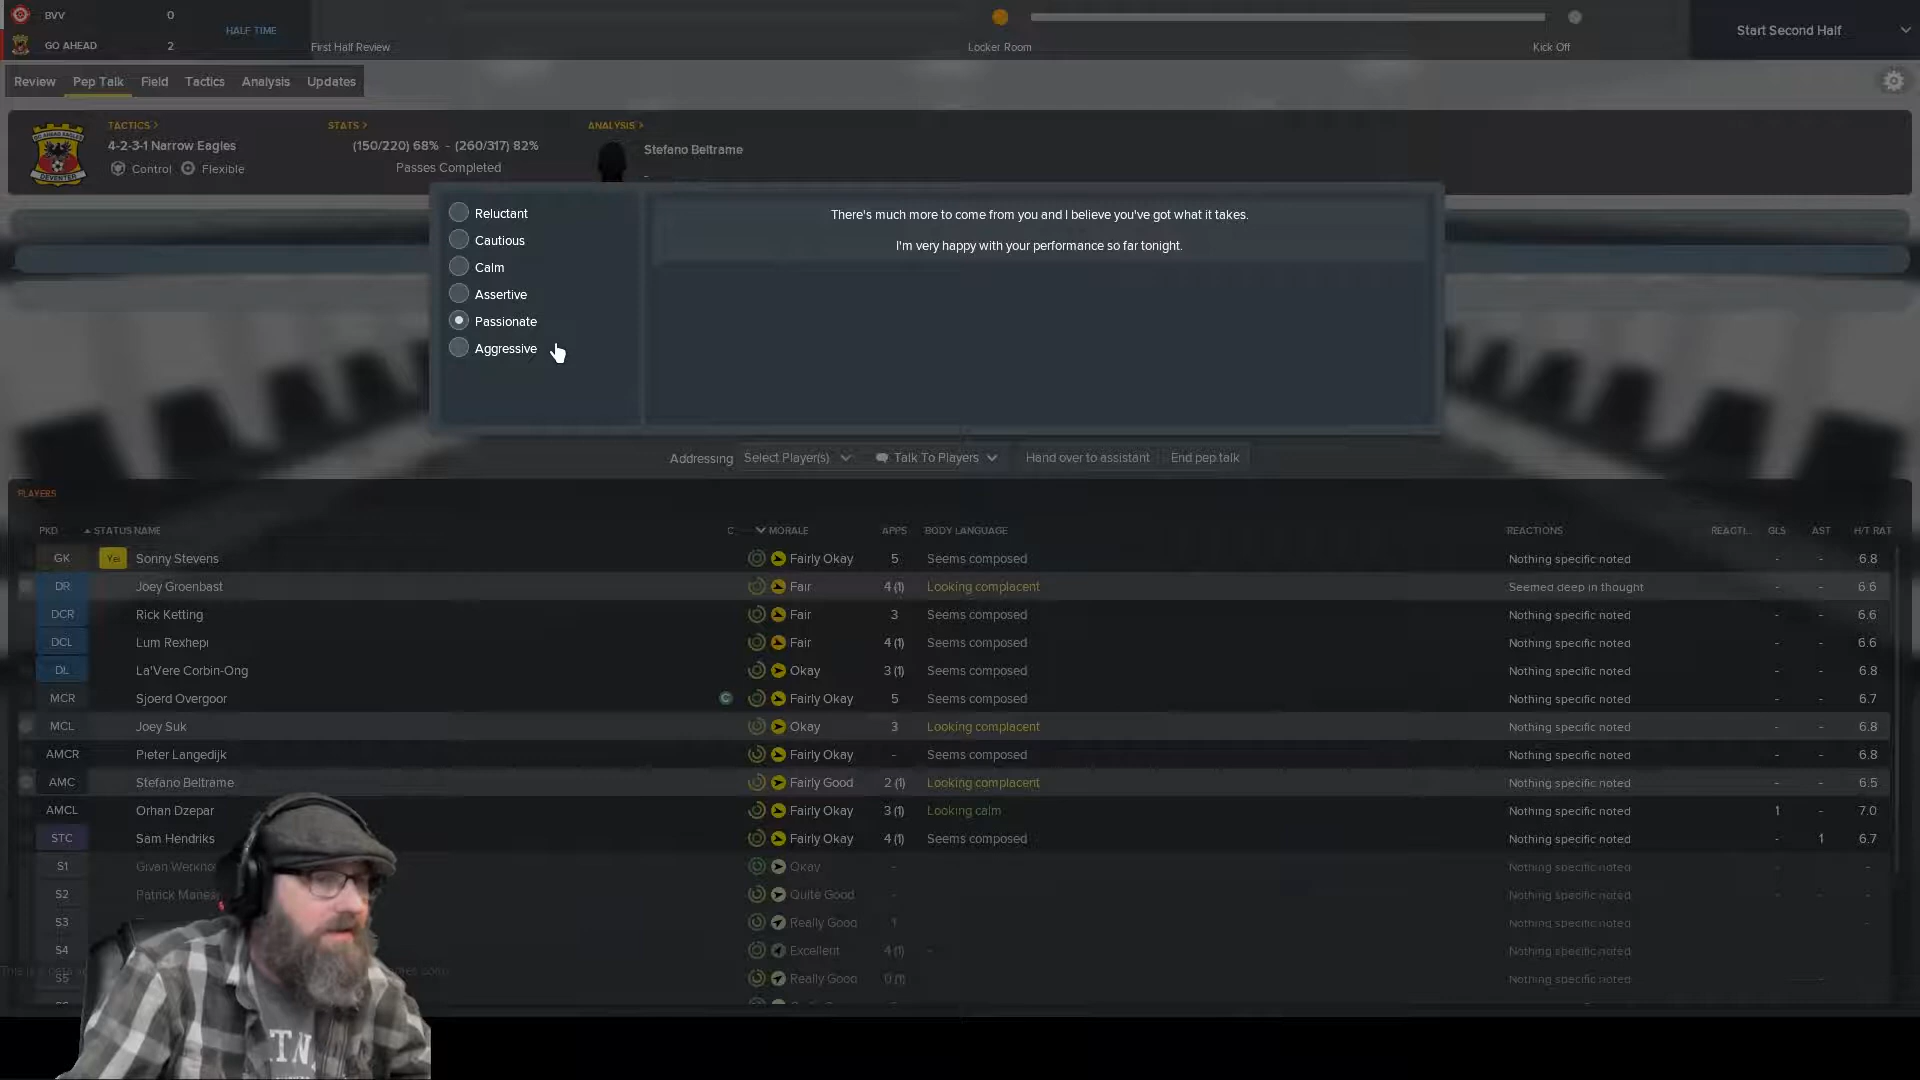 BVV 0
GO AHEAD 2
HALF TIME
First Half Review
Locker Room
Kick Off
Start Second Half
Review Pep Talk Field Tactics Analysis Updates
TACTICS >
4-2-3-1 Narrow Eagles
Control Flexible
STATS >
(150/220) 68% - (260/317) 82%
Passes Completed
ANALYSIS >
Stefano Beltrame
-
Reluctant
Cautious
Calm
Assertive
Passionate
Aggressive
There's much more to come from you and I believe you've got what it takes.
I'm very happy with your performance so far tonight.
Addressing Select Player(s) Talk To Players Hand over to assistant End pep talk
PLAYERS
PKD STATUS NAME C MORALE APPS BODY LANGUAGE REACTIONS REACTI... GLS AST H/T RAT
GK Yel Sonny Stevens Fairly Okay 5 Seems composed Nothing specific noted - - 6.8
DR Joey Groenbast Fair 4 (1) Looking complacent Seemed deep in thought - - 6.6
DCR Rick Ketting Fair 3 Seems composed Nothing specific noted - - 6.6
DCL Lum Rexhepi Fair 4 (1) Seems composed Nothing specific noted - - 6.6
DL La'Vere Corbin-Ong Okay 3 (1) Seems composed Nothing specific noted - - 6.8
MCR Sjoerd Overgoor C Fairly Okay 5 Seems composed Nothing specific noted - - 6.7
MCL Joey Suk Okay 3 Looking complacent Nothing specific noted - - 6.8
AMCR Pieter Langedijk Fairly Okay - Seems composed Nothing specific noted - - 6.8
AMC Stefano Beltrame Fairly Good 2 (1) Looking complacent Nothing specific noted - - 6.5
AMCL Orhan Dzepar Fairly Okay 3 (1) Looking calm Nothing specific noted 1 - 7.0
STC Sam Hendriks Fairly Okay 4 (1) Seems composed Nothing specific noted - 1 6.7
S1 Givan Okay - Nothing specific noted - - -
S2 Patrick Quite Good - Nothing specific noted - - -
S3 Really Good 1 Nothing specific noted - - -
S4 Excellent 4 (1) - Nothing specific noted - - -
S5 Really Good 0 (1) Nothing specific noted - - -